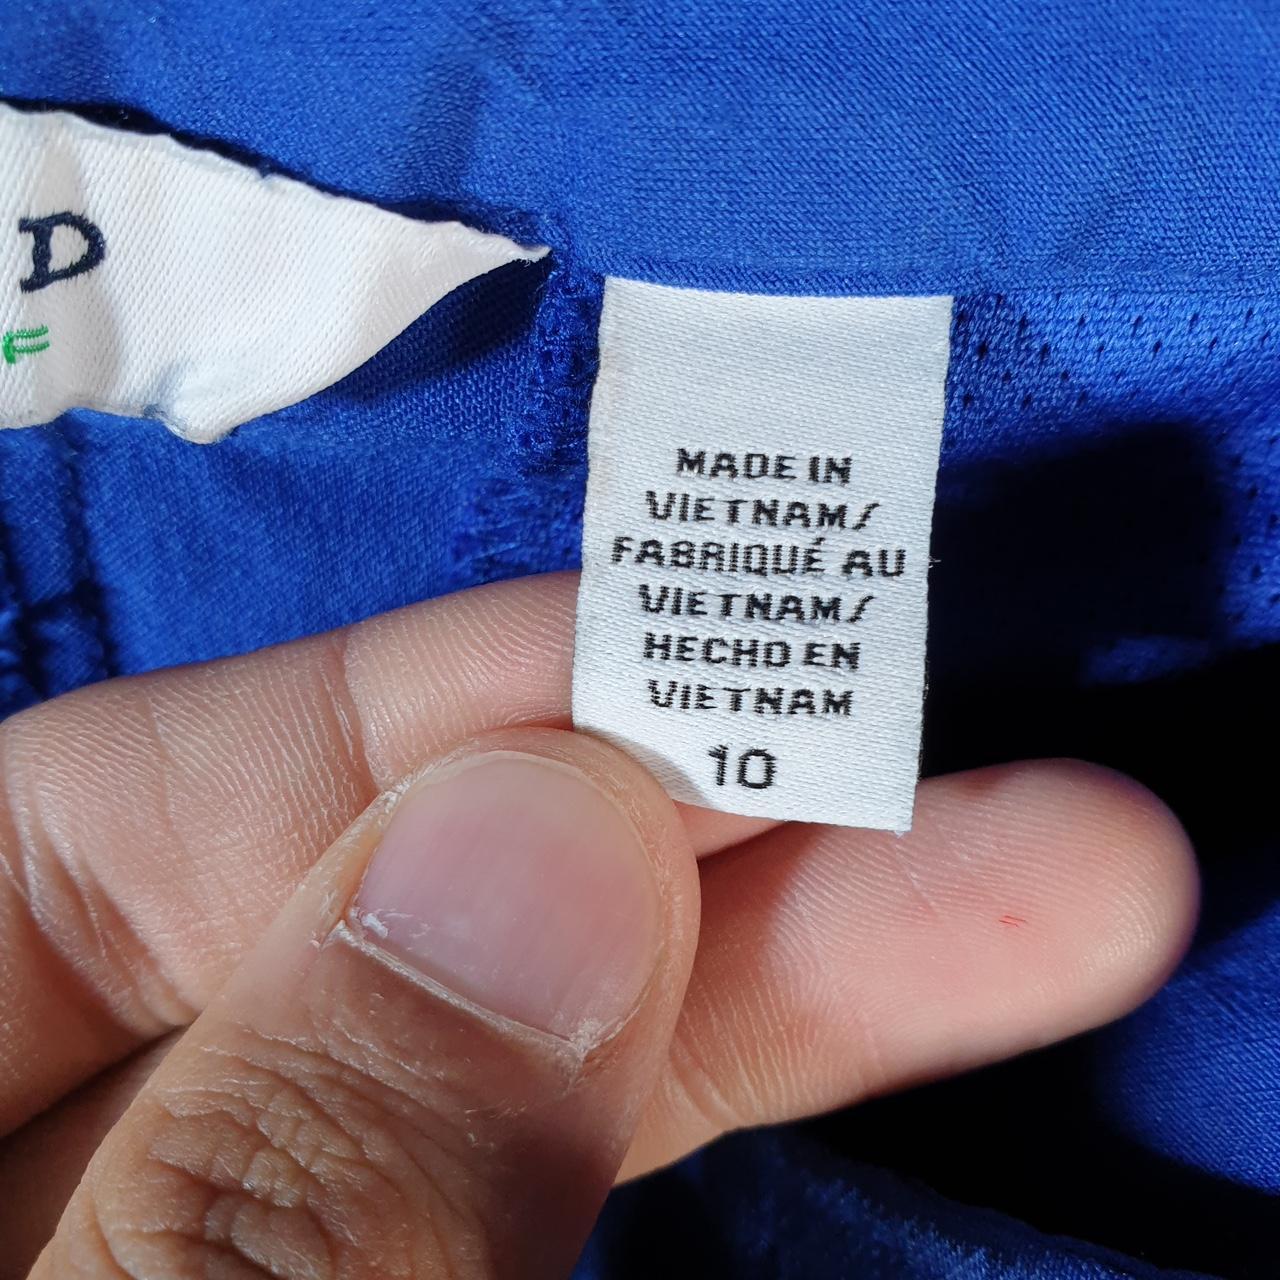 D
F
MADE IN
VIETNAM/
FABRIQUÉ AU
VIETNAM/
HECHO EN
VIETNAM
10